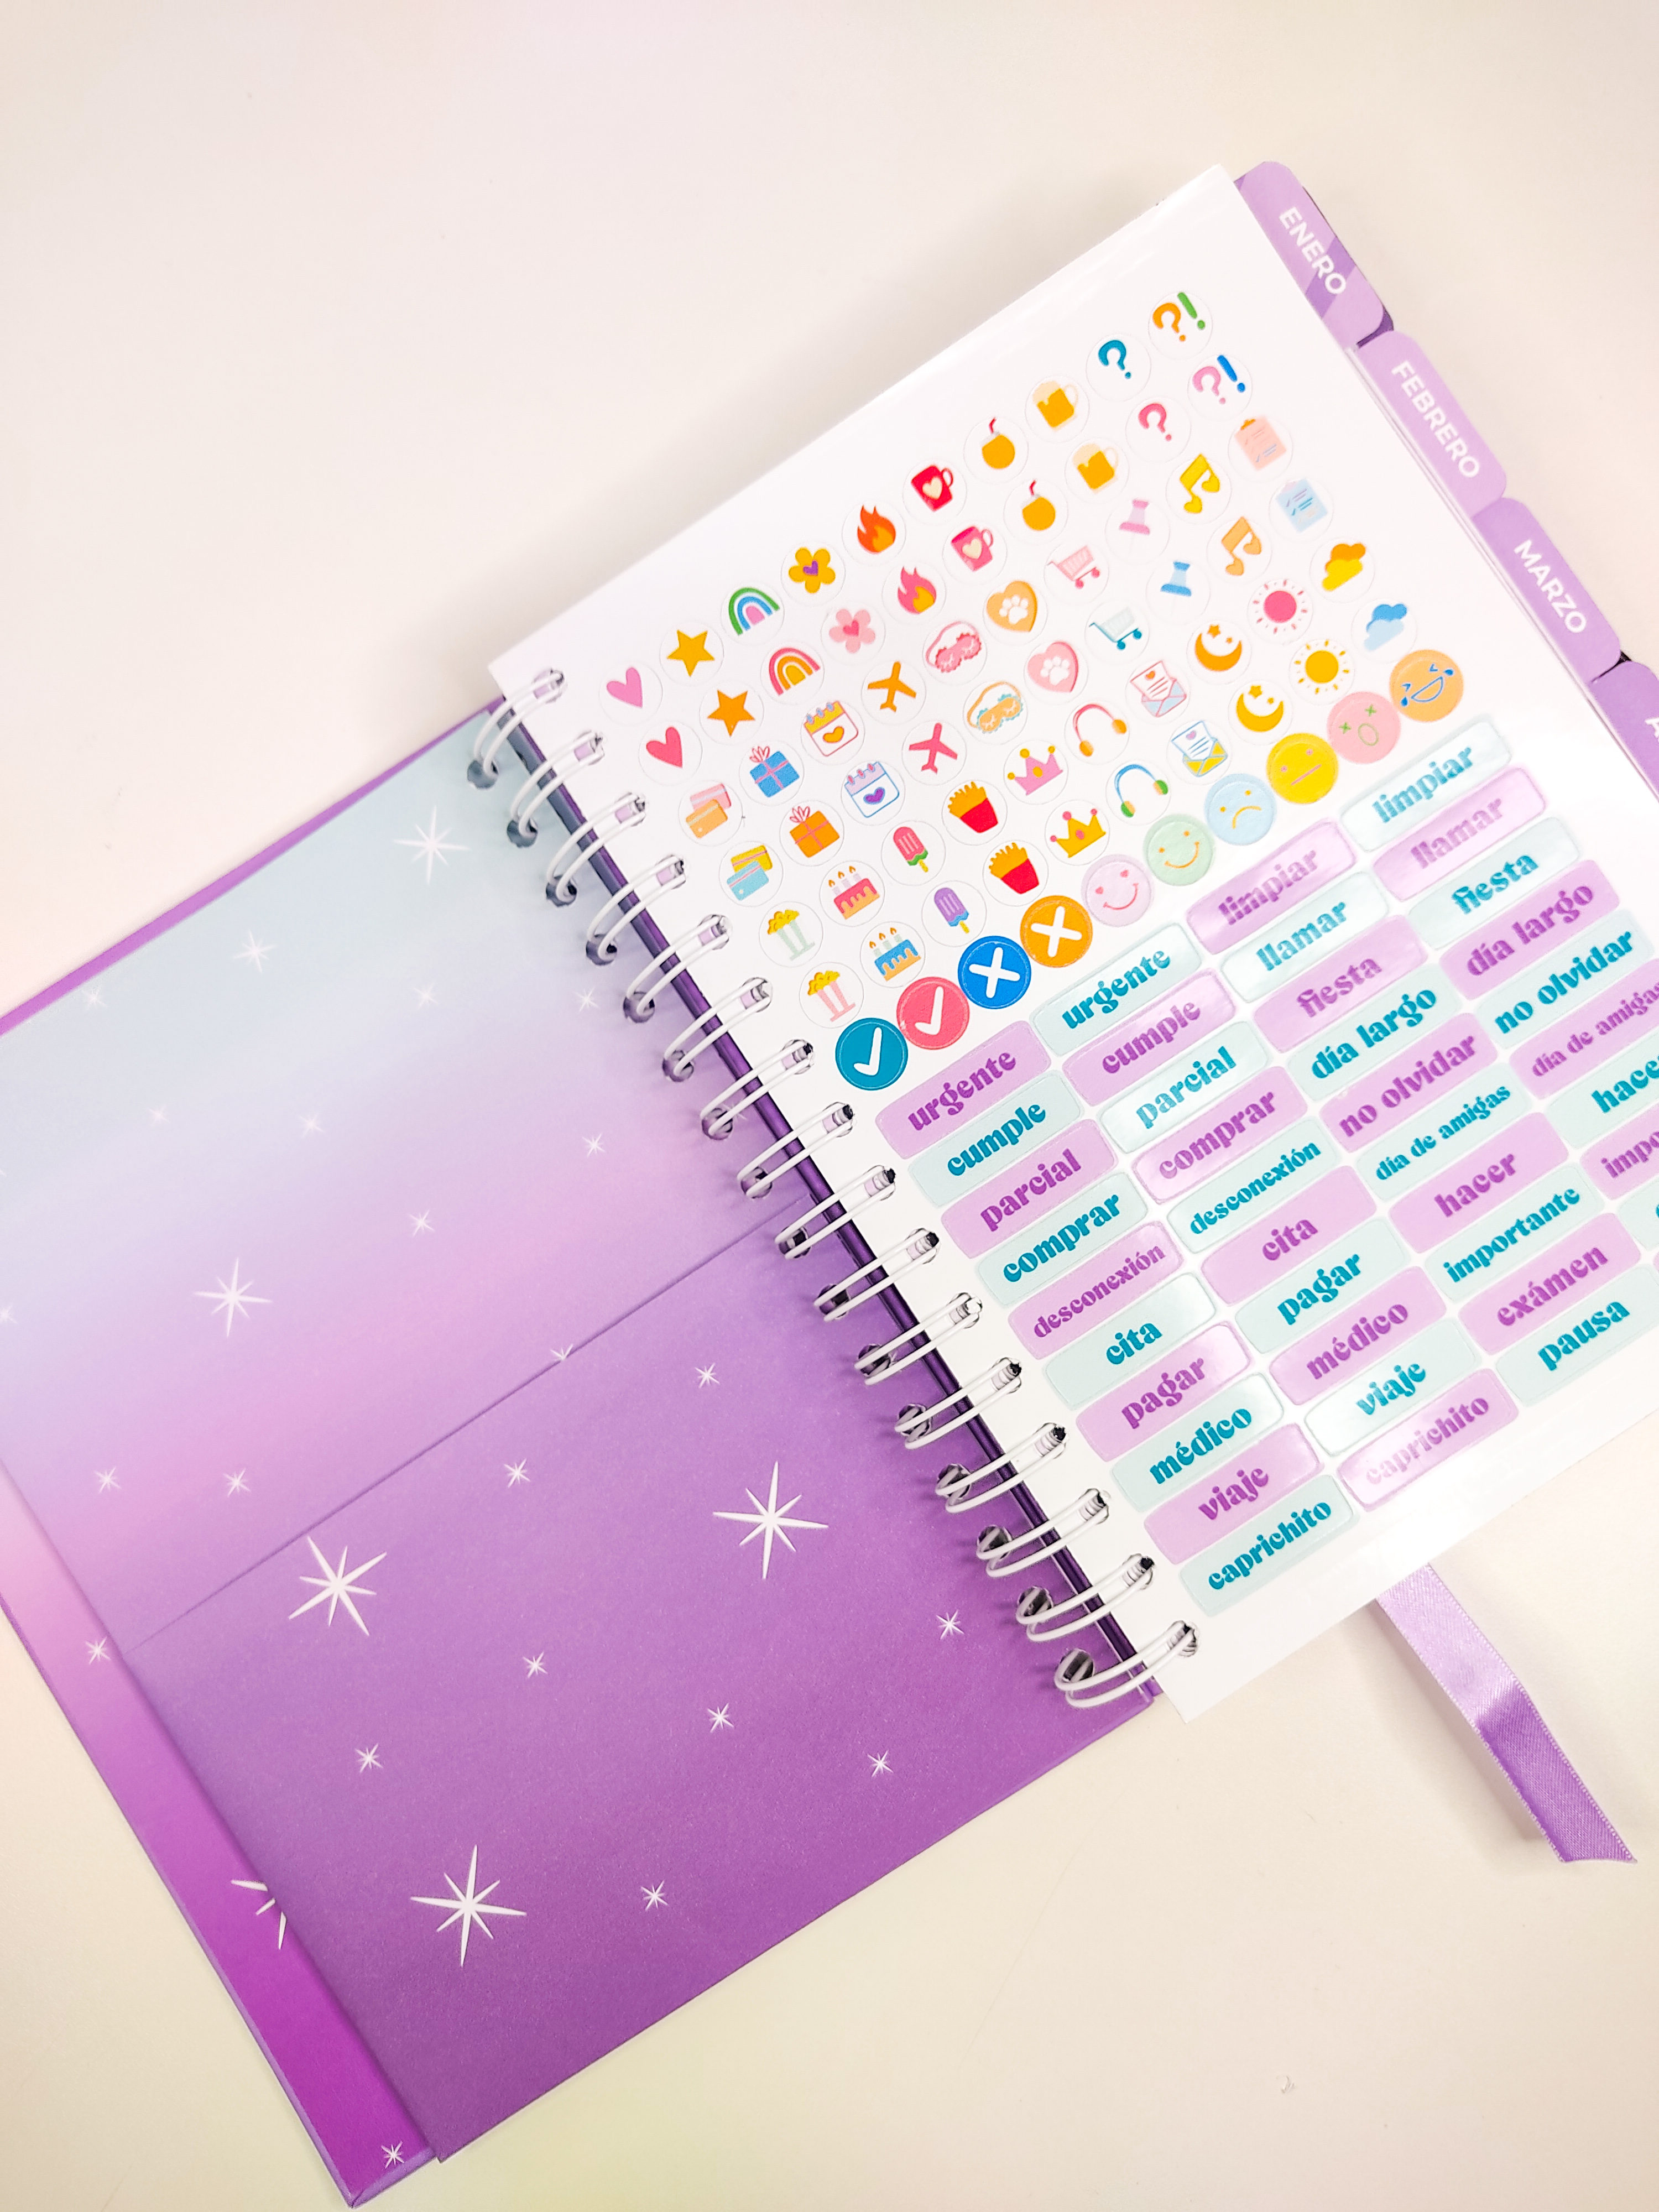 ENERO
FEBRERO
MARZO
A
urgente urgente limpiar limpiar
cumple cumple llamar llamar
parcial parcial fiesta fiesta
comprar comprar día largo día largo
desconexión desconexión no olvidar no olvidar
cita cita día de amigas día de amigas
pagar pagar hacer hace
médico médico importante impo
viaje viaje exámen
caprichito caprichito pausa